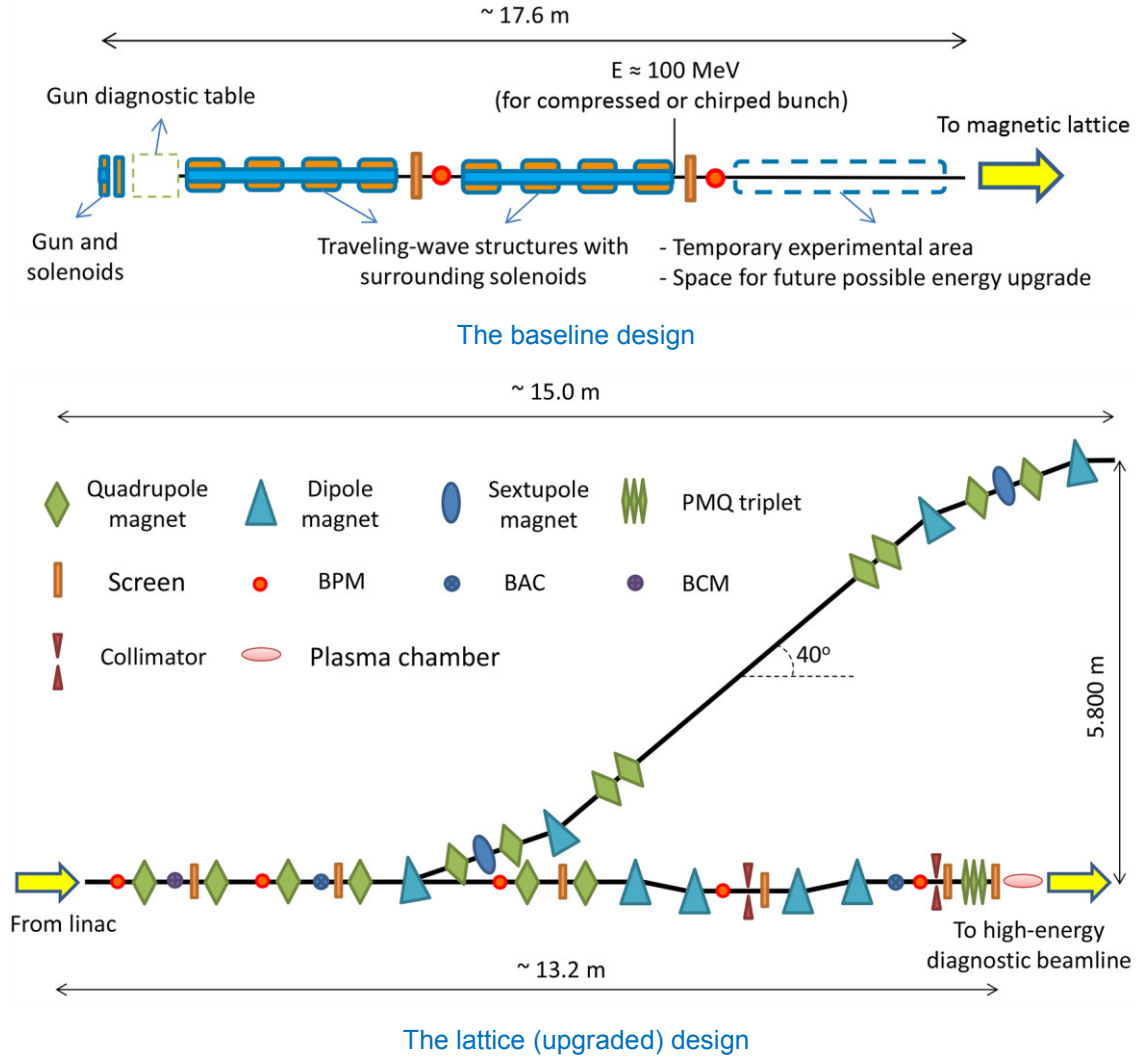 ~ 17.6 m
E ≈ 100 MeV
(for compressed or chirped bunch)
Gun diagnostic table
To magnetic lattice
Gun and
solenoids
Traveling-wave structures with
surrounding solenoids
- Temporary experimental area
- Space for future possible energy upgrade
The baseline design
~ 15.0 m
Quadrupole
magnet
Dipole
magnet
Sextupole
magnet
PMQ triplet
Screen
BPM
BAC
BCM
Collimator
Plasma chamber
40°
5.800 m
From linac
To high-energy
diagnostic beamline
~ 13.2 m
The lattice (upgraded) design